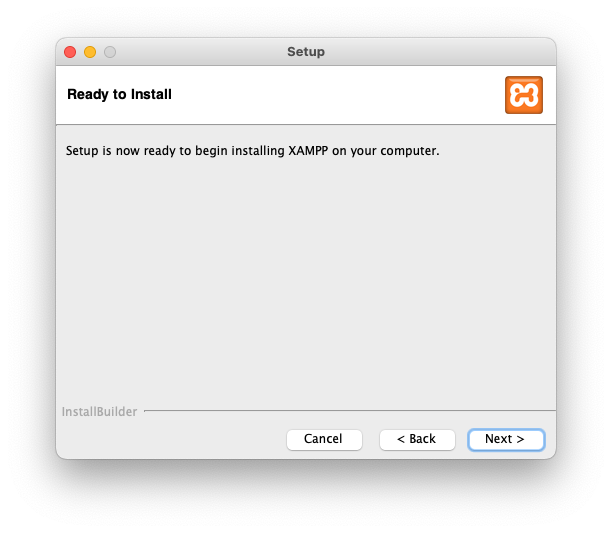 Setup
Ready to Install
Setup is now ready to begin installing XAMPP on your computer.
InstallBuilder
Cancel
< Back
Next >